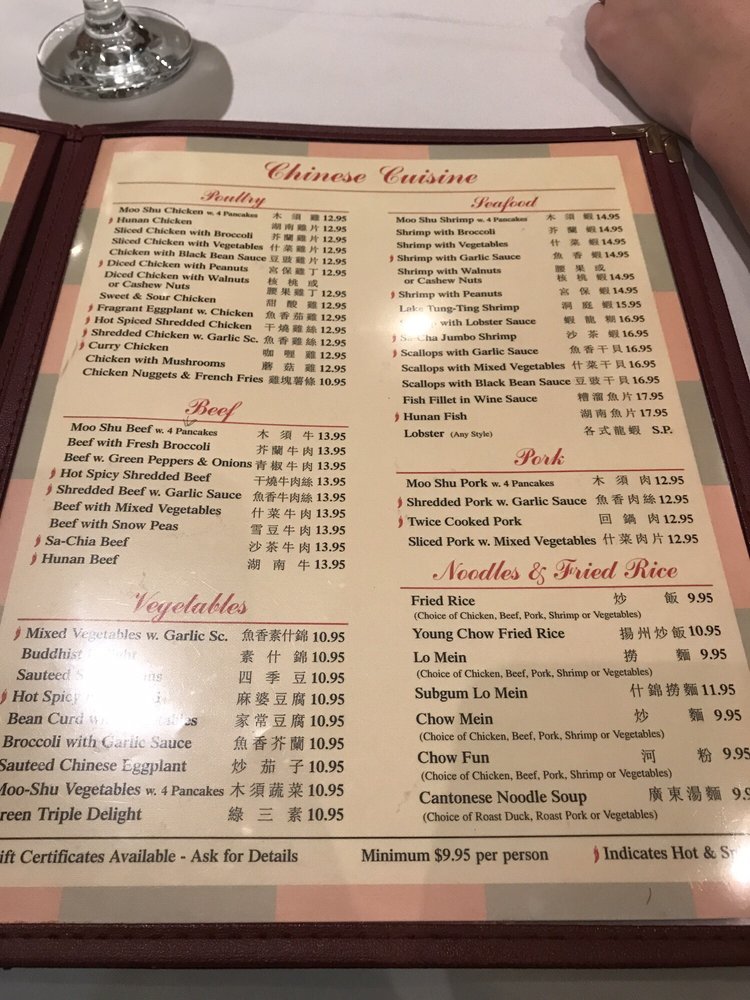 Chinese Cuisine
Poultry
Moo Shu Chicken w. 4 Pancakes 木須雞 12.95
Hunan Chicken 湖南雞片 12.95
Sliced Chicken with Broccoli 芥蘭雞片 12.95
Sliced Chicken with Vegetables 什菜雞片 12.95
Chicken with Black Bean Sauce 豆豉雞片 12.95
Diced Chicken with Peanuts 宮保雞丁 12.95
Diced Chicken with Walnuts 核桃或
or Cashew Nuts 腰果雞丁 12.95
Sweet & Sour Chicken 甜酸雞 12.95
Fragrant Eggplant w. Chicken 魚香茄雞 12.95
Hot Spiced Shredded Chicken 干燒雞絲 12.95
Shredded Chicken w. Garlic Sc. 魚香雞絲 12.95
Curry Chicken 咖喱雞 12.95
Chicken with Mushrooms 蘑菇雞 12.95
Chicken Nuggets & French Fries 雞塊薯條 10.95
Beef
Moo Shu Beef w. 4 Pancakes 木須牛 13.95
Beef with Fresh Broccoli 芥蘭牛肉 13.95
Beef w. Green Peppers & Onions 青椒牛肉 13.95
Hot Spicy Shredded Beef 干燒牛肉絲 13.95
Shredded Beef w. Garlic Sauce 魚香牛肉絲 13.95
Beef with Mixed Vegetables 什菜牛肉 13.95
Beef with Snow Peas 雪豆牛肉 13.95
Sa-Chia Beef 沙茶牛肉 13.95
Hunan Beef 湖南牛 13.95
Vegetables
Mixed Vegetables w. Garlic Sc. 魚香素什錦 10.95
Buddhist 素什錦 10.95
Sauteed 四季豆 10.95
Hot Spicy 麻婆豆腐 10.95
Bean Curd 家常豆腐 10.95
Broccoli with Garlic Sauce 魚香芥蘭 10.95
Sauteed Chinese Eggplant 炒茄子 10.95
Moo-Shu Vegetables w. 4 Pancakes 木須蔬菜 10.95
reen Triple Delight 綠三素 10.95
Seafood
Moo Shu Shrimp w. 4 Pancakes 木須蝦 14.95
Shrimp with Broccoli 芥蘭蝦 14.95
Shrimp with Vegetables 什菜蝦 14.95
Shrimp with Garlic Sauce 魚香蝦 14.95
Shrimp with Walnuts 腰果或
or Cashew Nuts 核桃蝦 14.95
Shrimp with Peanuts 宮保蝦 14.95
Lake Tung-Ting Shrimp 洞庭蝦 15.95
with Lobster Sauce 蝦龍糊 16.95
Sa-Cha Jumbo Shrimp 沙茶蝦 16.95
Scallops with Garlic Sauce 魚香干貝 16.95
Scallops with Mixed Vegetables 什菜干貝 16.95
Scallops with Black Bean Sauce 豆豉干貝 16.95
Fish Fillet in Wine Sauce 糟溜魚片 17.95
Hunan Fish 湖南魚片 17.95
Lobster (Any Style) 各式龍蝦 S.P.
Pork
Moo Shu Pork w. 4 Pancakes 木須肉 12.95
Shredded Pork w. Garlic Sauce 魚香肉絲 12.95
Twice Cooked Pork 回鍋肉 12.95
Sliced Pork w. Mixed Vegetables 什菜肉片 12.95
Noodles & Fried Rice
Fried Rice 炒飯 9.95
(Choice of Chicken, Beef, Pork, Shrimp or Vegetables)
Young Chow Fried Rice 揚州炒飯 10.95
Lo Mein 撈麵 9.95
(Choice of Chicken, Beef, Pork, Shrimp or Vegetables)
Subgum Lo Mein 什錦撈麵 11.95
Chow Mein 炒麵 9.95
(Choice of Chicken, Beef, Pork, Shrimp or Vegetables)
Chow Fun 河粉 9.95
(Choice of Chicken, Beef, Pork, Shrimp or Vegetables)
Cantonese Noodle Soup 廣東湯麵 9.9
(Choice of Roast Duck, Roast Pork or Vegetables)
ift Certificates Available - Ask for Details Minimum $9.95 per person Indicates Hot & Sp